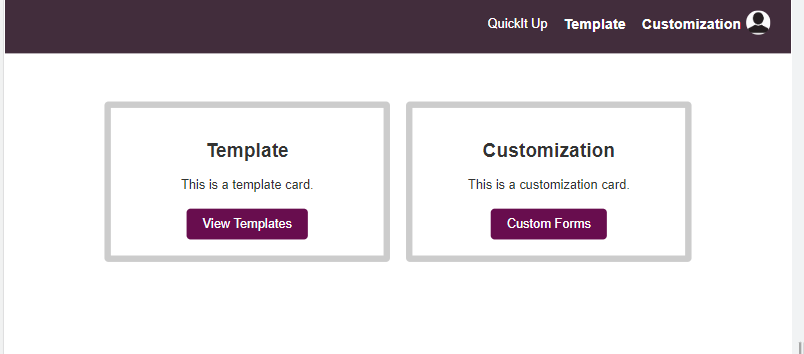 QuickIt Up Template Customization
Template
This is a template card.
View Templates
Customization
This is a customization card.
Custom Forms